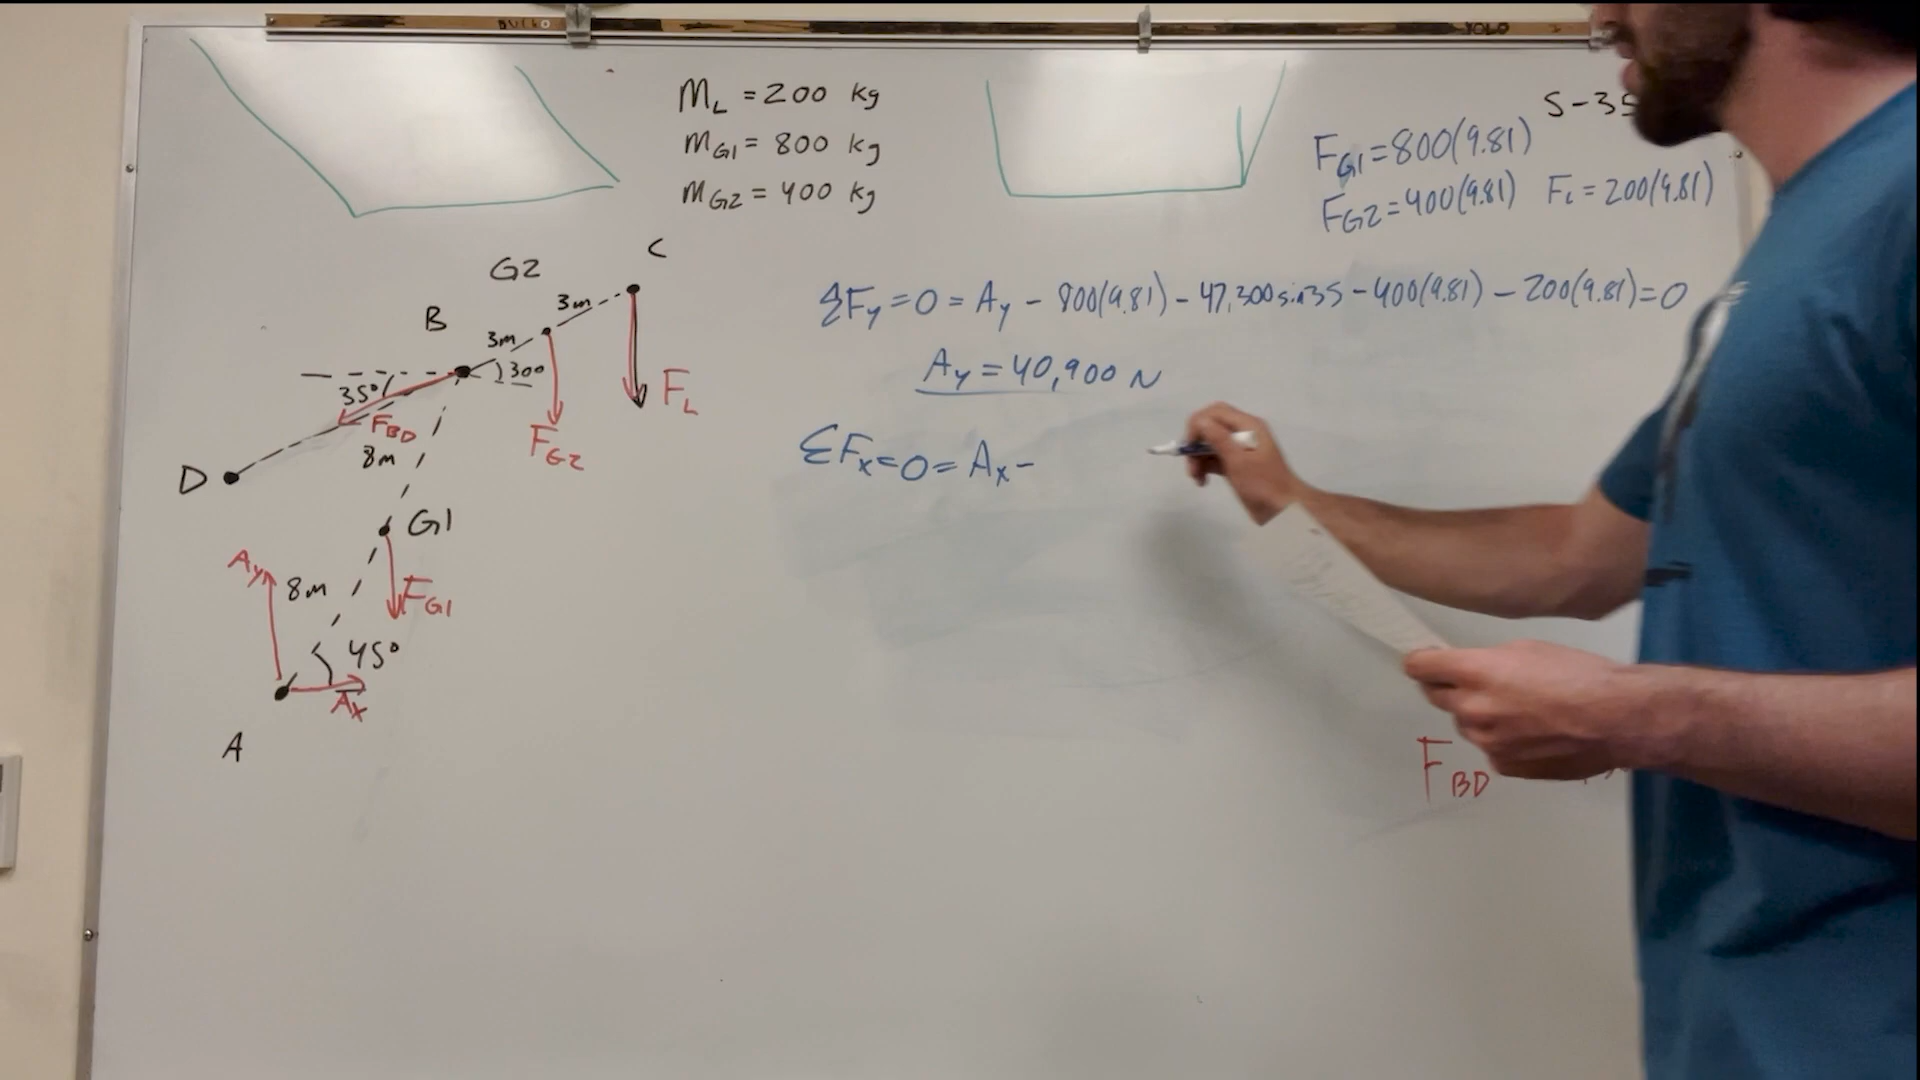 BUILD
YOLO
M_L = 200 kg
m_G1 = 800 kg
m_G2 = 400 kg
S-35
F_G1 = 800(9.81)
F_G2 = 400(9.81) F_L = 200(9.81)
ΣF_y = 0 = A_y - 800(9.81) - 47,300 sin35 - 400(9.81) - 200(9.81) = 0
A_y = 40,900 N
ΣF_x = 0 = A_x -
C
G2
3m
B
3m
30°
35°
F_BD
F_L
F_G2
8m
D
G1
A_y
8m
F_G1
45°
A_x
A
F_BD